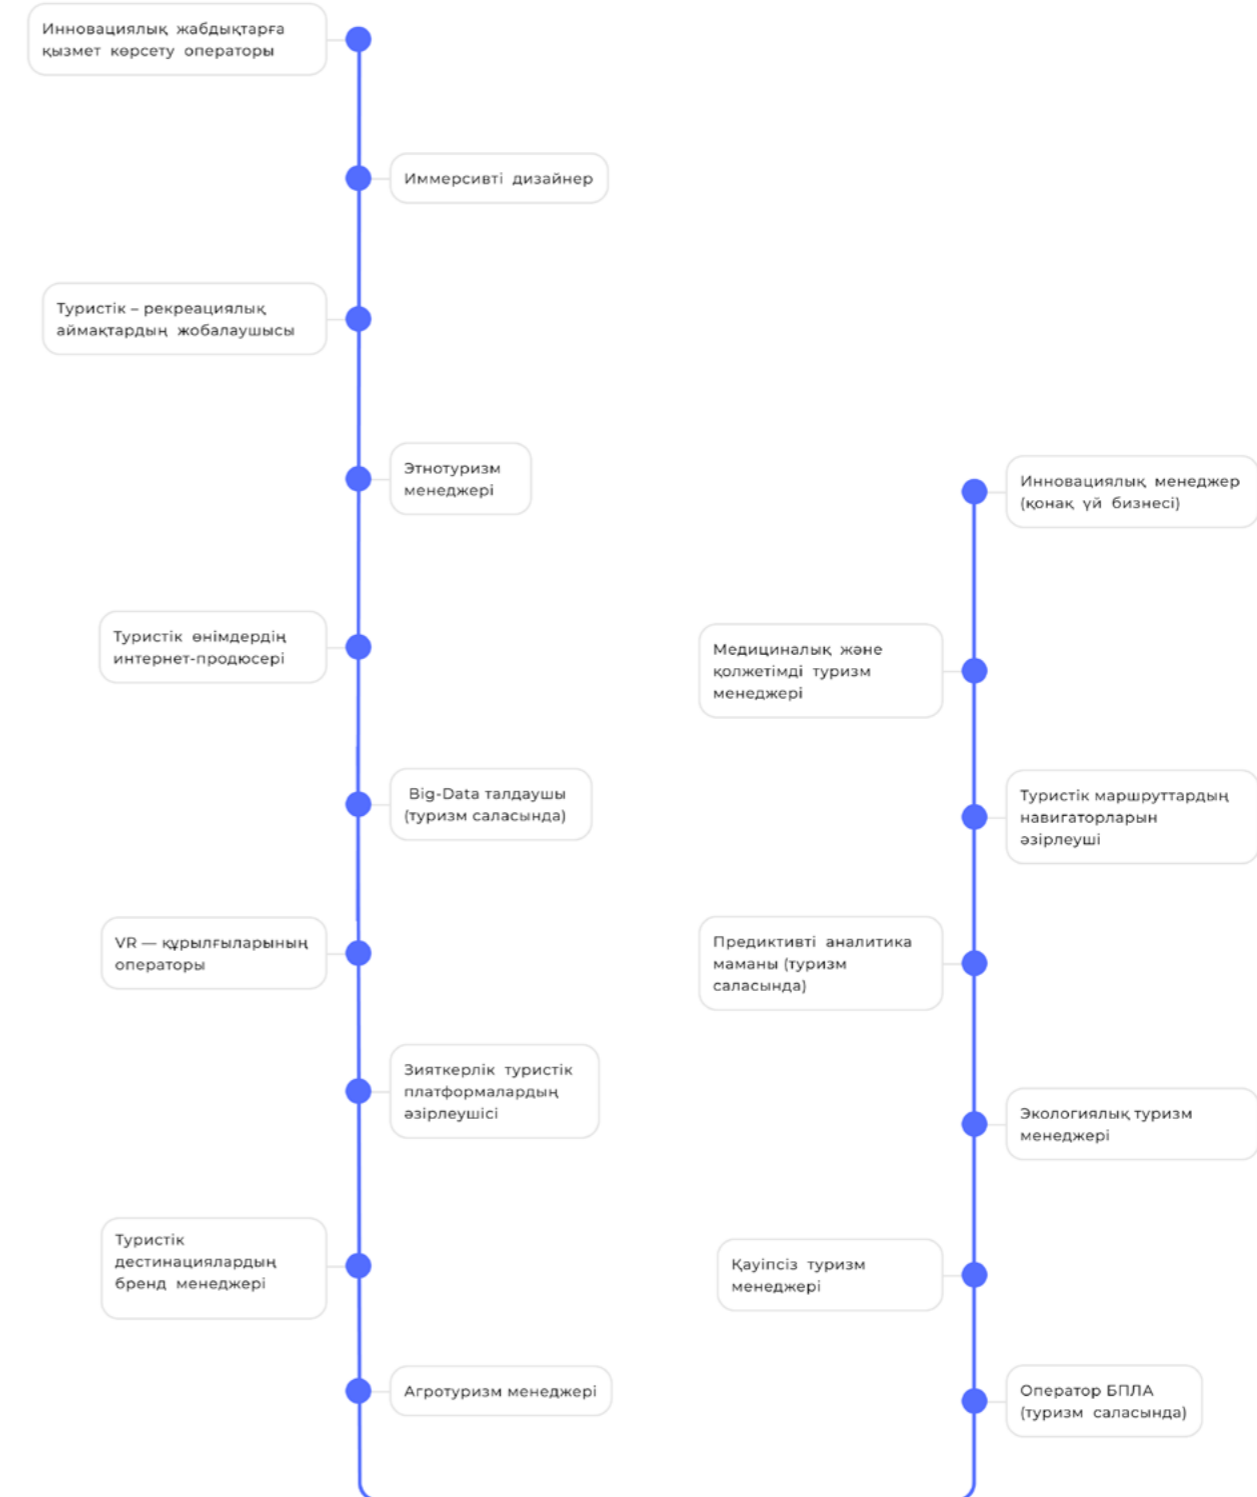 Инновациялық жабдықтарға
қызмет көрсету операторы
Иммерсивті дизайнер
Туристік – рекреациялық
аймақтардың жобалаушысы
Этнотуризм
менеджері
Туристік өнімдердің
интернет-продюсері
Big-Data талдаушы
(туризм саласында)
VR — құрылғыларының
операторы
Зияткерлік туристік
платформалардың
әзірлеушісі
Туристік
дестинациялардың
бренд менеджері
Агротуризм менеджері
Инновациялық менеджер
(қонақ үй бизнесі)
Медициналық және
қолжетімді туризм
менеджері
Туристік маршруттардың
навигаторларын
әзірлеуші
Предиктивті аналитика
маманы (туризм
саласында)
Экологиялық туризм
менеджері
Қауіпсіз туризм
менеджері
Оператор БПЛА
(туризм саласында)